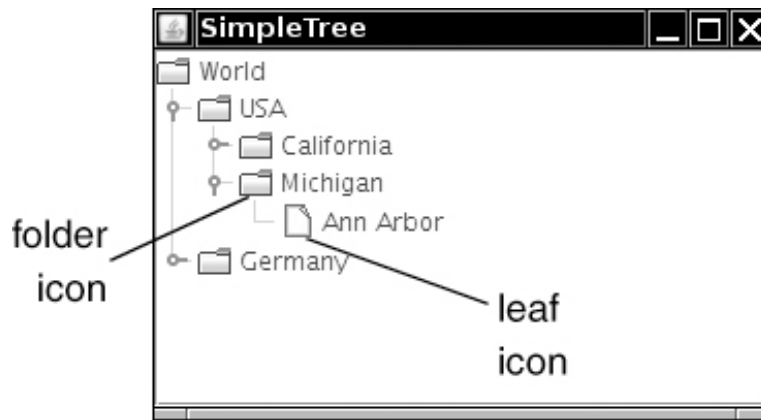 SimpleTree
World
USA
California
Michigan
Ann Arbor
Germany
folder
icon
leaf
icon